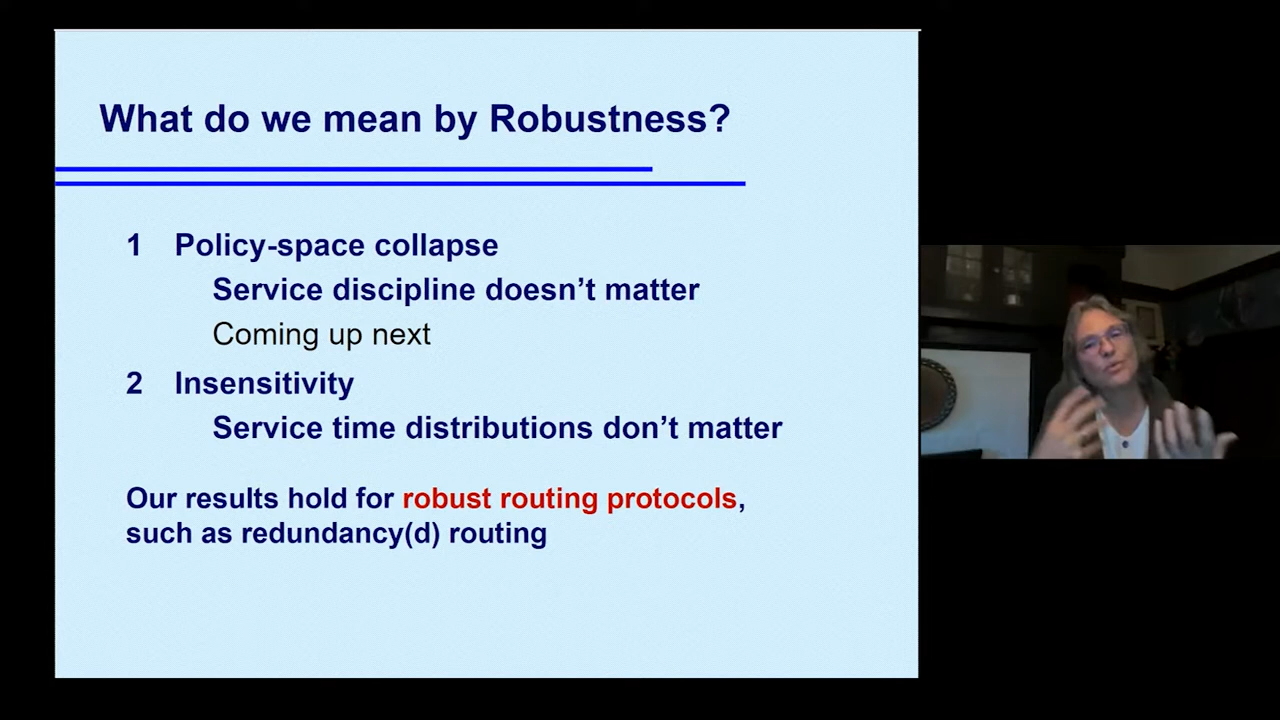 What do we mean by Robustness?
1 Policy-space collapse
Service discipline doesn’t matter
Coming up next
2 Insensitivity
Service time distributions don’t matter
Our results hold for robust routing protocols,
such as redundancy(d) routing